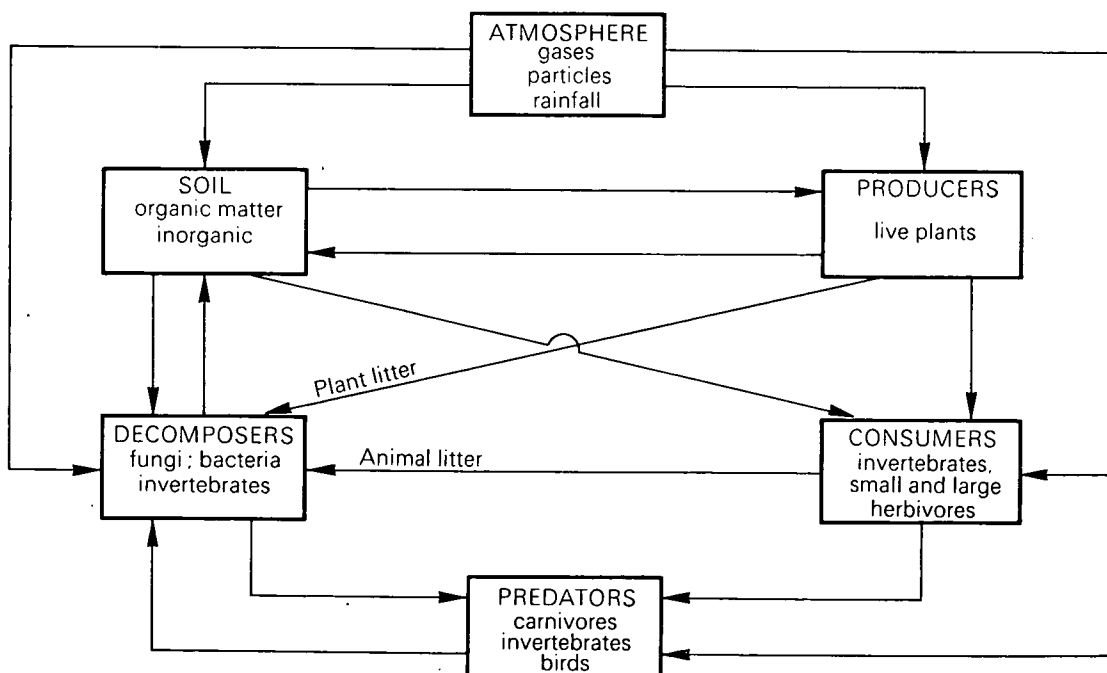 ATMOSPHERE
gases
particles
rainfall
SOIL
organic matter
inorganic
PRODUCERS
live plants
Plant litter
DECOMPOSERS
fungi ; bacteria
invertebrates
Animal litter
CONSUMERS
invertebrates,
small and large
herbivores
PREDATORS
carnivores
invertebrates
birds